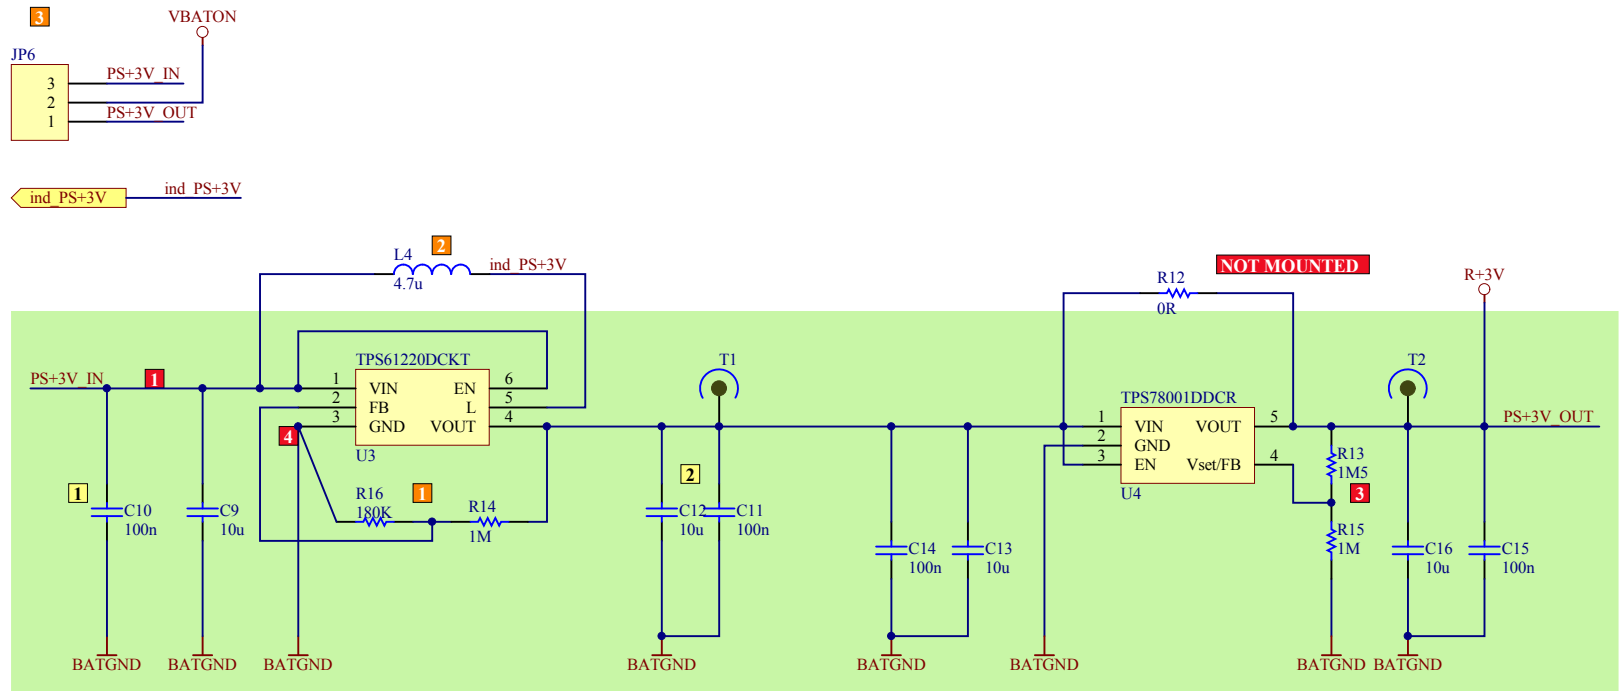 3
VBATON
JP6
3 PS+3V_IN
2
1 PS+3V_OUT
ind_PS+3V ind_PS+3V
L4 2 ind_PS+3V
4.7u
NOT MOUNTED
R12
0R
R+3V
PS+3V_IN 1
TPS61220DCKT
1 VIN EN 6
2 FB L 5
3 GND VOUT 4
4
U3
T1
TPS78001DDCR
1 VIN VOUT 5
2 GND
3 EN Vset/FB 4
U4
T2
PS+3V_OUT
R13
1M5
3
R15
1M
1
C10
100n
C9
10u
R16
180K
1
R14
1M
2
C12
10u
C11
100n
C14
100n
C13
10u
C16
10u
C15
100n
BATGND BATGND BATGND BATGND BATGND BATGND BATGND BATGND